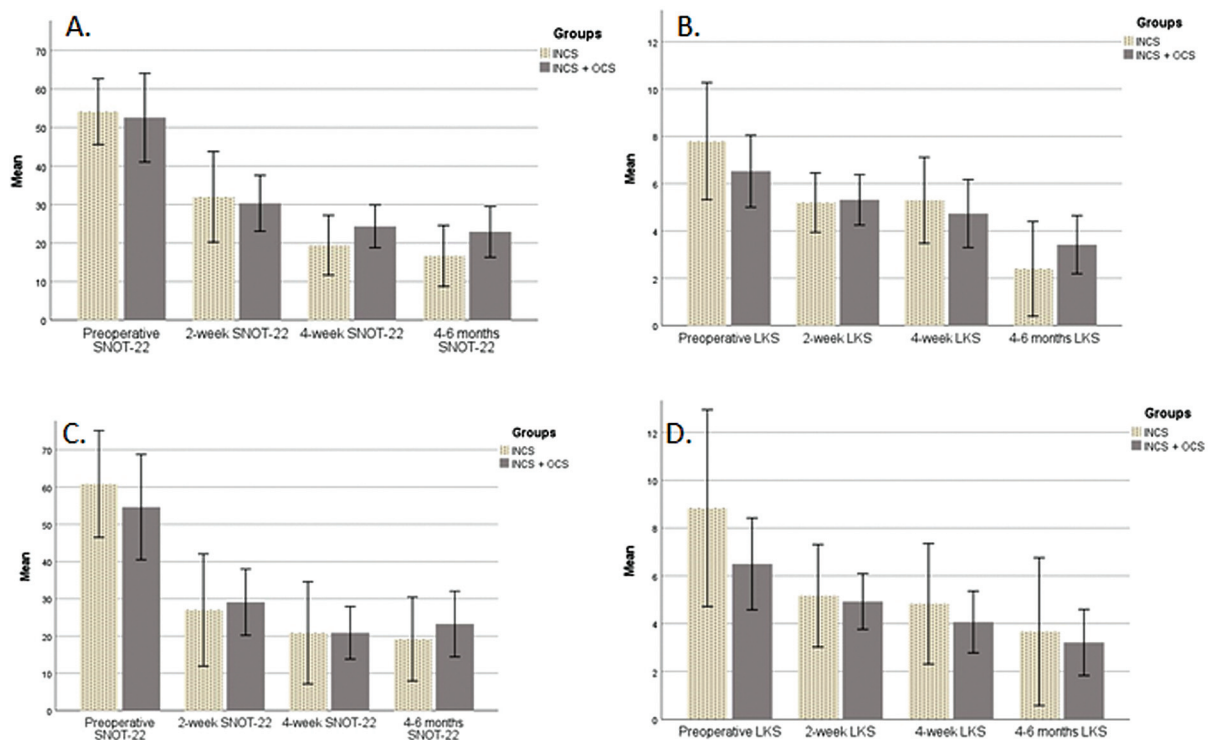 A.
Groups
INCS
INCS + OCS
70
60
50
40
30
20
10
0
Mean
Preoperative
SNOT-22
2-week SNOT-22
4-week SNOT-22
4-6 months
SNOT-22
B.
Groups
INCS
INCS + OCS
12
10
8
6
4
2
0
Mean
Preoperative LKS
2-week LKS
4-week LKS
4-6 months LKS
C.
Groups
INCS
INCS + OCS
70
60
50
40
30
20
10
0
Mean
Preoperative
SNOT-22
2-week SNOT-22
4-week SNOT-22
4-6 months
SNOT-22
D.
Groups
INCS
INCS + OCS
12
10
8
6
4
2
0
Mean
Preoperative LKS
2-week LKS
4-week LKS
4-6 months LKS